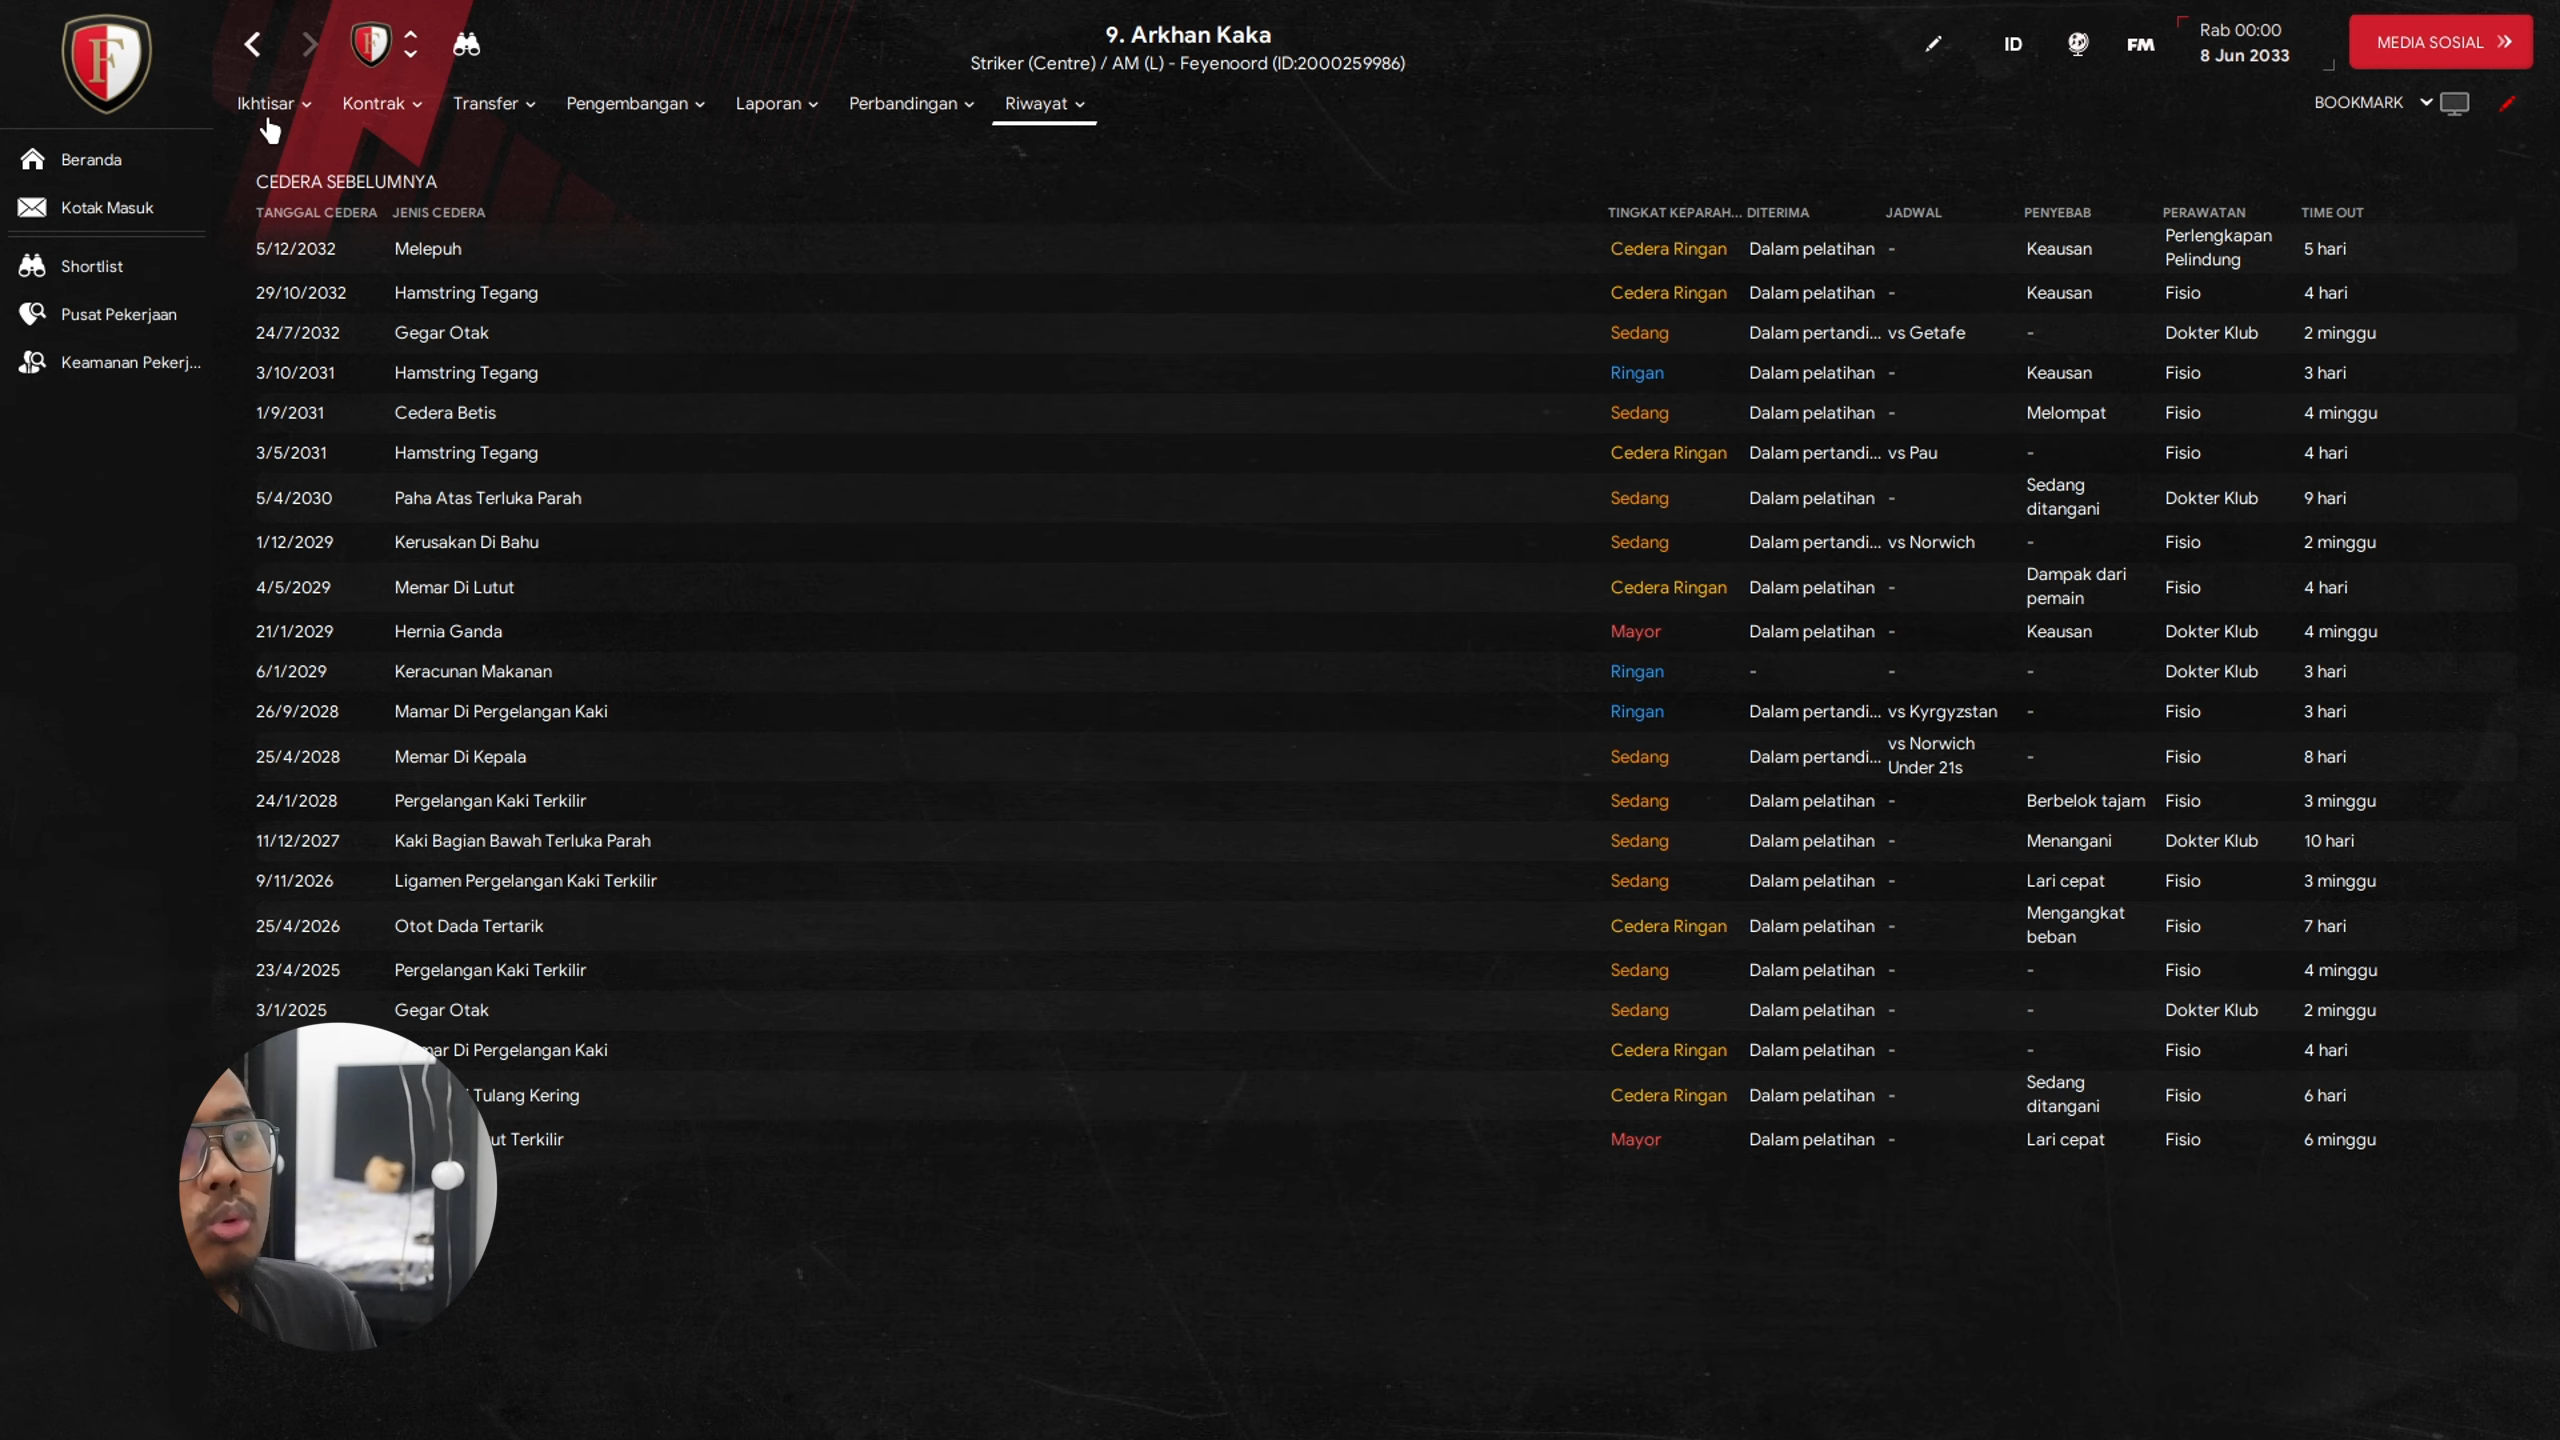 9. Arkhan Kaka
Striker (Centre) / AM (L) - Feyenoord (ID:2000259986)
ID
FM
Rab 00:00
8 Jun 2033
MEDIA SOSIAL
Ikhtisar
Kontrak
Transfer
Pengembangan
Laporan
Perbandingan
Riwayat
BOOKMARK
Beranda
Kotak Masuk
Shortlist
Pusat Pekerjaan
Keamanan Pekerj...
CEDERA SEBELUMNYA
TANGGAL CEDERA JENIS CEDERA TINGKAT KEPARAH... DITERIMA JADWAL PENYEBAB PERAWATAN TIME OUT
5/12/2032 Melepuh Cedera Ringan Dalam pelatihan - Keausan Perlengkapan Pelindung 5 hari
29/10/2032 Hamstring Tegang Cedera Ringan Dalam pelatihan - Keausan Fisio 4 hari
24/7/2032 Gegar Otak Sedang Dalam pertandi... vs Getafe - Dokter Klub 2 minggu
3/10/2031 Hamstring Tegang Ringan Dalam pelatihan - Keausan Fisio 3 hari
1/9/2031 Cedera Betis Sedang Dalam pelatihan - Melompat Fisio 4 minggu
3/5/2031 Hamstring Tegang Cedera Ringan Dalam pertandi... vs Pau - Fisio 4 hari
5/4/2030 Paha Atas Terluka Parah Sedang Dalam pelatihan - Sedang ditangani Dokter Klub 9 hari
1/12/2029 Kerusakan Di Bahu Sedang Dalam pertandi... vs Norwich - Fisio 2 minggu
4/5/2029 Memar Di Lutut Cedera Ringan Dalam pelatihan - Dampak dari pemain Fisio 4 hari
21/1/2029 Hernia Ganda Mayor Dalam pelatihan - Keausan Dokter Klub 4 minggu
6/1/2029 Keracunan Makanan Ringan - - - Dokter Klub 3 hari
26/9/2028 Mamar Di Pergelangan Kaki Ringan Dalam pertandi... vs Kyrgyzstan - Fisio 3 hari
25/4/2028 Memar Di Kepala Sedang Dalam pertandi... vs Norwich Under 21s - Fisio 8 hari
24/1/2028 Pergelangan Kaki Terkilir Sedang Dalam pelatihan - Berbelok tajam Fisio 3 minggu
11/12/2027 Kaki Bagian Bawah Terluka Parah Sedang Dalam pelatihan - Menangani Dokter Klub 10 hari
9/11/2026 Ligamen Pergelangan Kaki Terkilir Sedang Dalam pelatihan - Lari cepat Fisio 3 minggu
25/4/2026 Otot Dada Tertarik Cedera Ringan Dalam pelatihan - Mengangkat beban Fisio 7 hari
23/4/2025 Pergelangan Kaki Terkilir Sedang Dalam pelatihan - - Fisio 4 minggu
3/1/2025 Gegar Otak Sedang Dalam pelatihan - - Dokter Klub 2 minggu
Di Pergelangan Kaki Cedera Ringan Dalam pelatihan - - Fisio 4 hari
Tulang Kering Cedera Ringan Dalam pelatihan - Sedang ditangani Fisio 6 hari
Terkilir Mayor Dalam pelatihan - Lari cepat Fisio 6 minggu